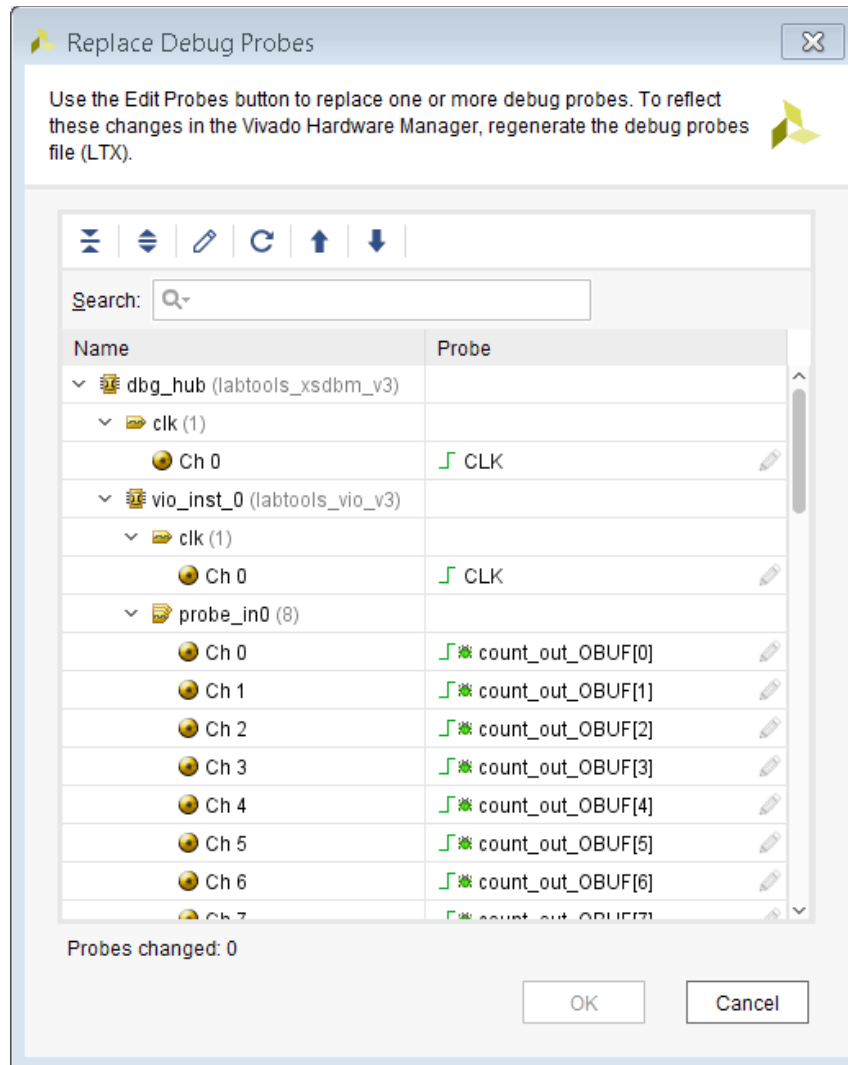 Replace Debug Probes
Use the Edit Probes button to replace one or more debug probes. To reflect
these changes in the Vivado Hardware Manager, regenerate the debug probes
file (LTX).
Search:
Name Probe
dbg_hub (labtools_xsdbm_v3)
clk (1)
Ch 0 CLK
vio_inst_0 (labtools_vio_v3)
clk (1)
Ch 0 CLK
probe_in0 (8)
Ch 0 count_out_OBUF[0]
Ch 1 count_out_OBUF[1]
Ch 2 count_out_OBUF[2]
Ch 3 count_out_OBUF[3]
Ch 4 count_out_OBUF[4]
Ch 5 count_out_OBUF[5]
Ch 6 count_out_OBUF[6]
Ch 7 count_out_OBUF[7]
Probes changed: 0
OK Cancel